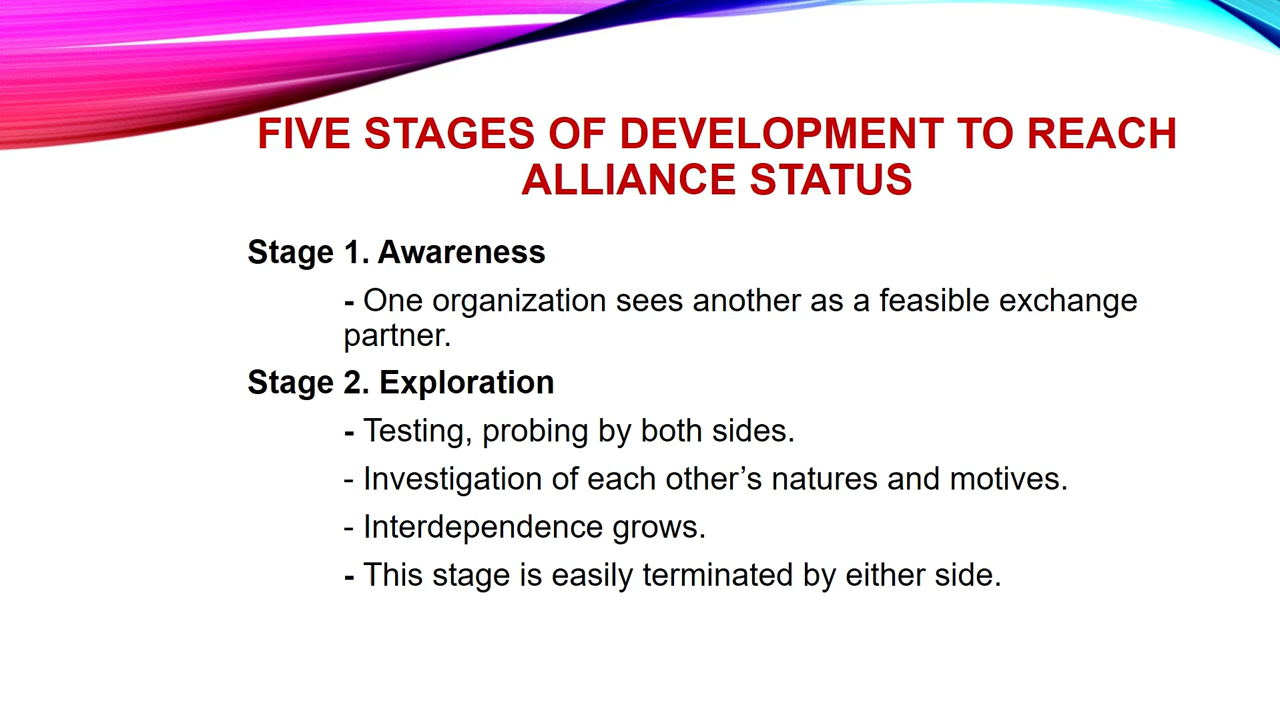 FIVE STAGES OF DEVELOPMENT TO REACH
ALLIANCE STATUS
Stage 1. Awareness
- One organization sees another as a feasible exchange
partner.
Stage 2. Exploration
- Testing, probing by both sides.
- Investigation of each other’s natures and motives.
- Interdependence grows.
- This stage is easily terminated by either side.